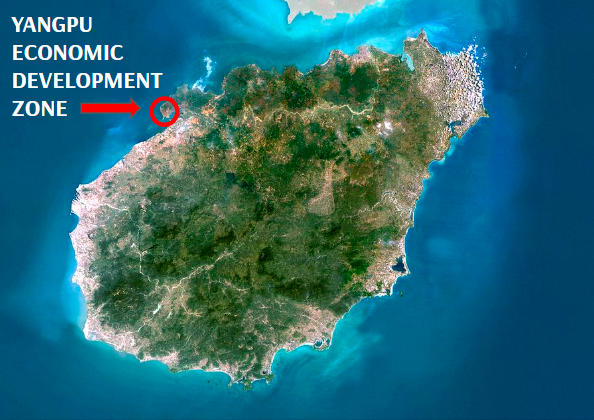 YANGPU
ECONOMIC
DEVELOPMENT
ZONE